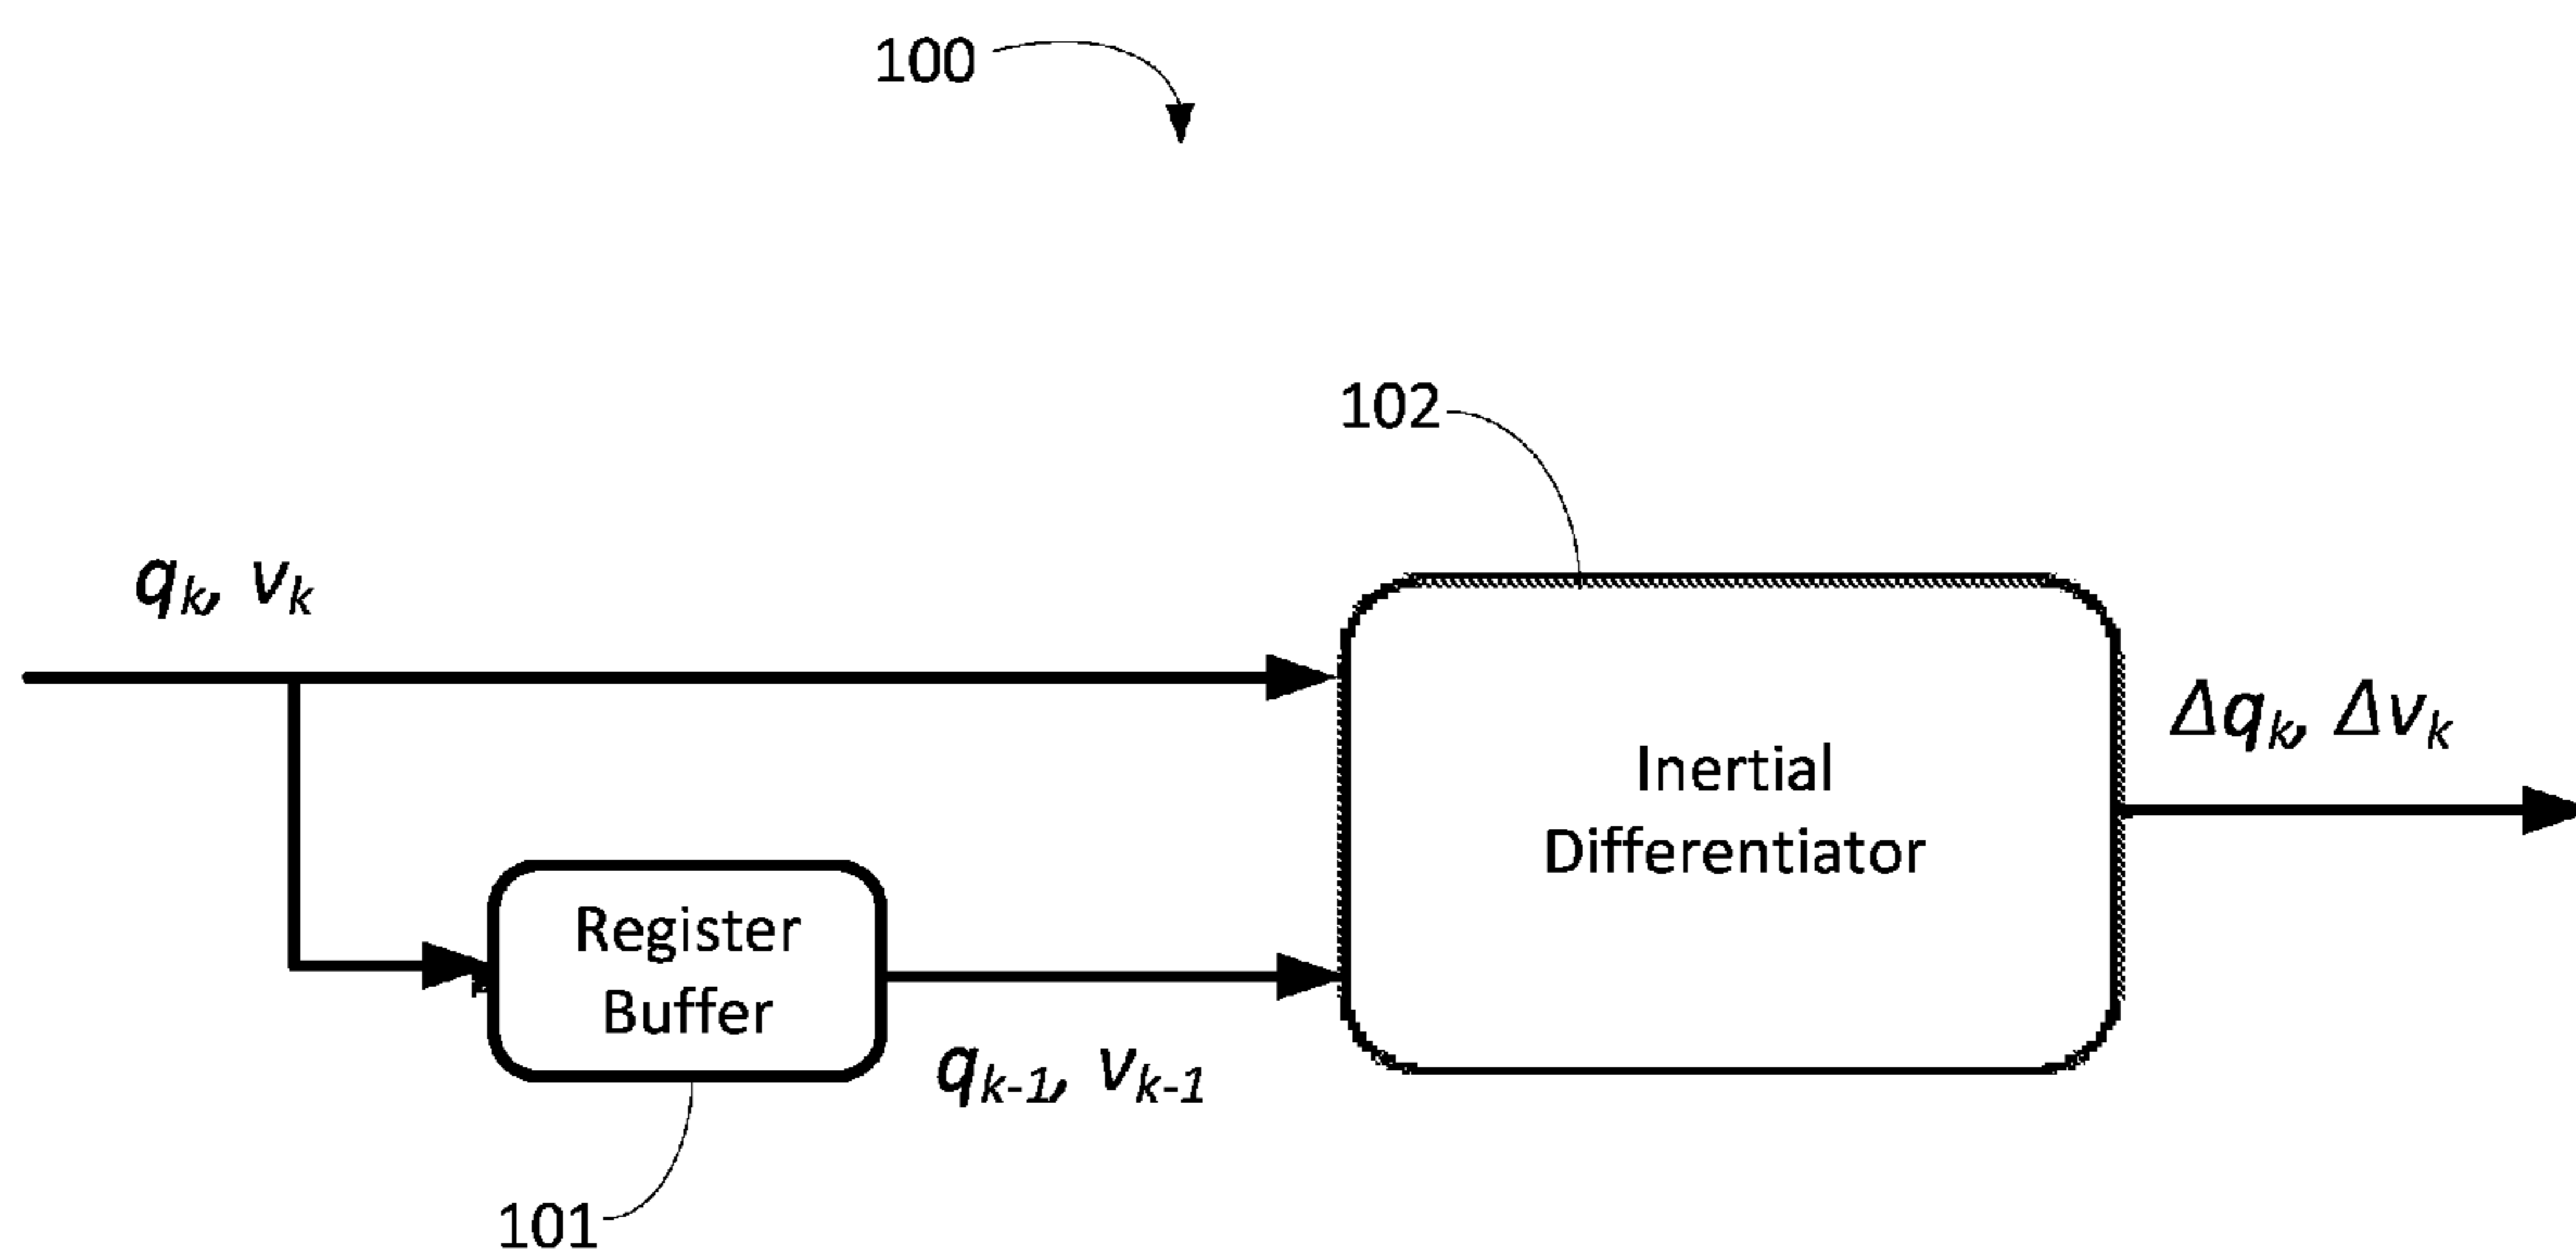 100
102
qk, vk
Δqk, Δvk
Inertial
Differentiator
Register
Buffer
qk-1, vk-1
101